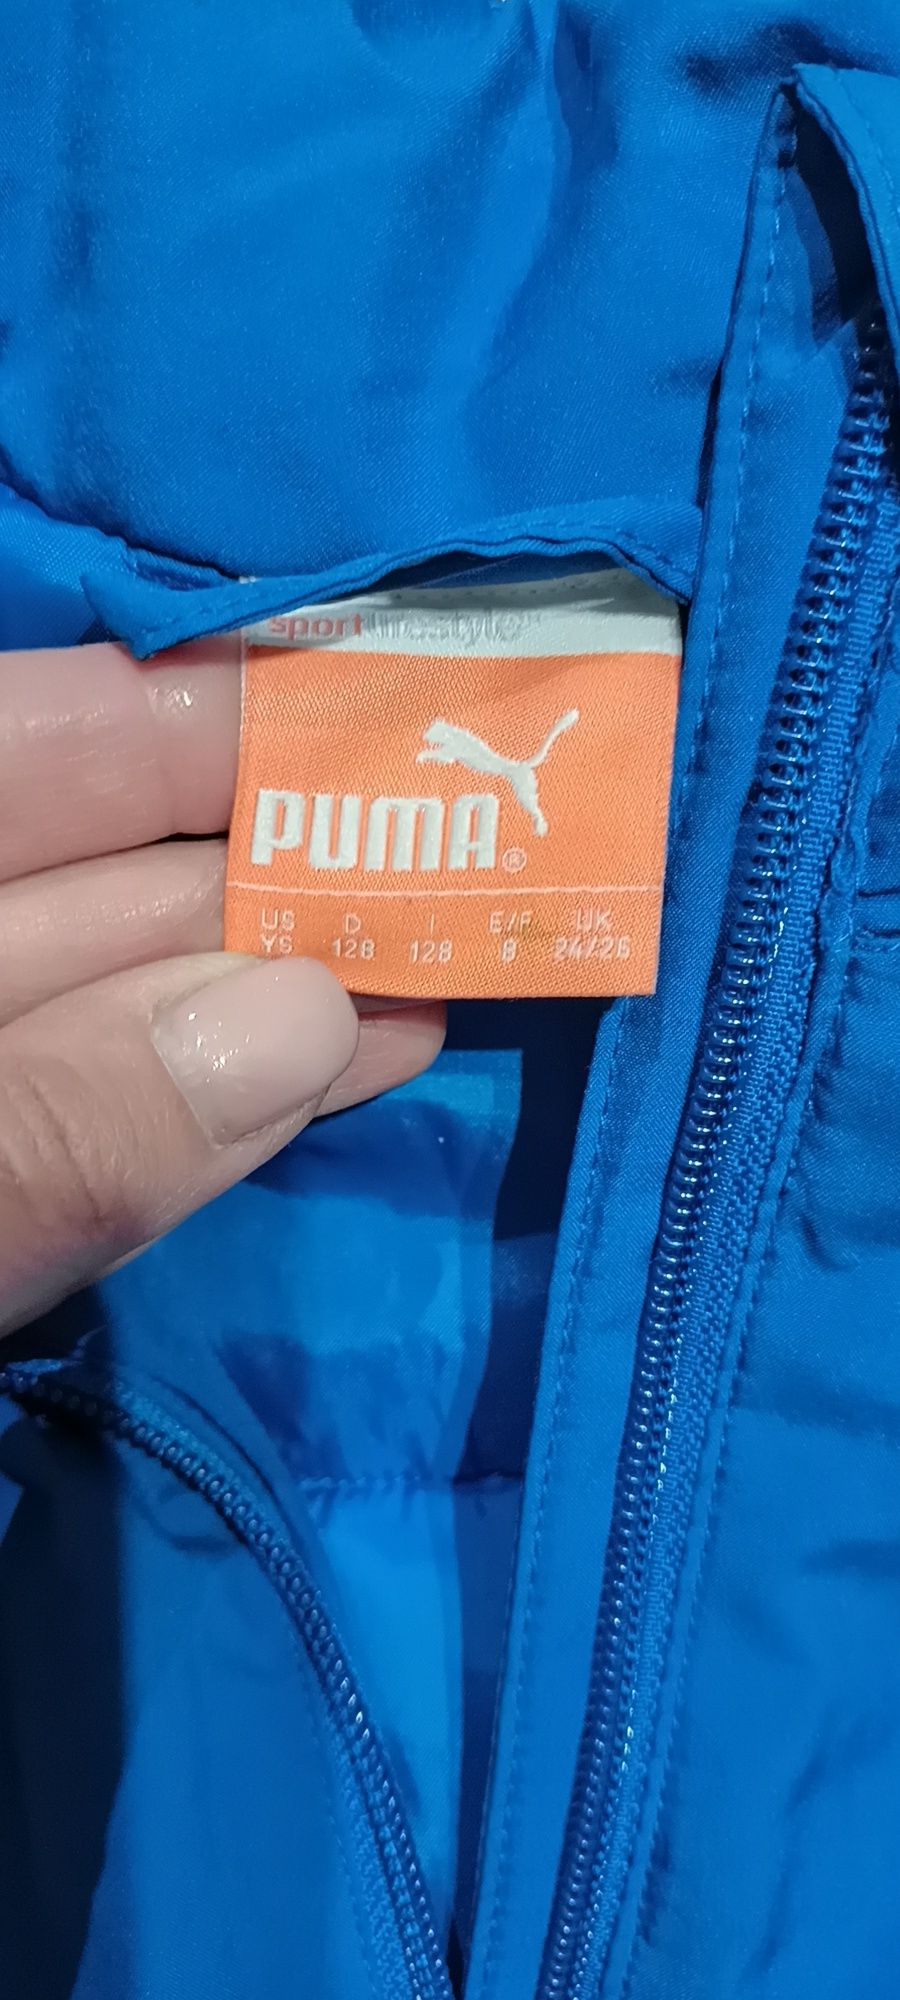 sportlifestyle
PUMA®
US D I E/F UK
YS 128 128 8 24/26